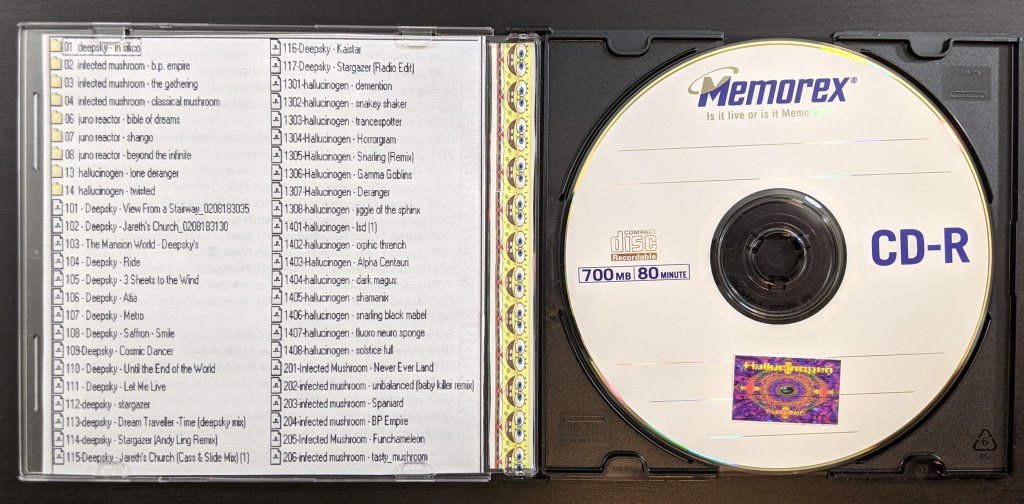 01 deepsky - in silico
02 infected mushroom - b.p. empire
03 infected mushroom - the gathering
04 infected mushroom - classical mushroom
06 juno reactor - bible of dreams
07 juno reactor - shango
08 juno reactor - beyond the infinite
13 hallucinogen - lone deranger
14 hallucinogen - twisted
101 - Deepsky - View From a Stairway_0208183035
102 - Deepsky - Jareth's Church_0208183130
103 - The Mansion World - Deepsky's
104 - Deepsky - Ride
105 - Deepsky - 3 Sheets to the Wind
106 - Deepsky - Atia
107 - Deepsky - Metro
108 - Deepsky - Saffron - Smile
109-Deepsky - Cosmic Dancer
110 - Deepsky - Until the End of the World
111 - Deepsky - Let Me Live
112-deepsky - stargazer
113-deepsky - Dream Traveller -Time (deepsky mix)
114-deepsky - Stargazer (Andy Ling Remix)
115-Deepsky - Jareth's Church (Cass & Slide Mix) (1)
116-Deepsky - Kaistar
117-Deepsky - Stargazer (Radio Edit)
1301-hallucinogen - demention
1302-hallucinogen - snakey shaker
1303-hallucinogen - trancespotter
1304-Hallucinogen - Horrorgram
1305-Hallucinogen - Snarling (Remix)
1306-Hallucinogen - Gamma Goblins
1307-Hallucinogen - Deranger
1308-hallucinogen - jiggle of the sphinx
1401-hallucinogen - lsd (1)
1402-hallucinogen - orphic thrench
1403-Hallucinogen - Alpha Centauri
1404-hallucinogen - dark magus
1405-hallucinogen - shamanix
1406-hallucinogen - snarling black mabel
1407-hallucinogen - fluoro neuro sponge
1408-hallucinogen - solstice full
201-Infected Mushroom - Never Ever Land
202-infected mushroom - unbalanced (baby killer remix)
203-infected mushroom - Spaniard
204-infected mushroom - BP Empire
205-Infected Mushroom - Funchameleon
206-infected mushroom - tasty_mushroom
Memorex®
Is it live or is it
COMPACT
disc
Recordable
700 MB 80 MINUTE
CD-R
Hallucinogen